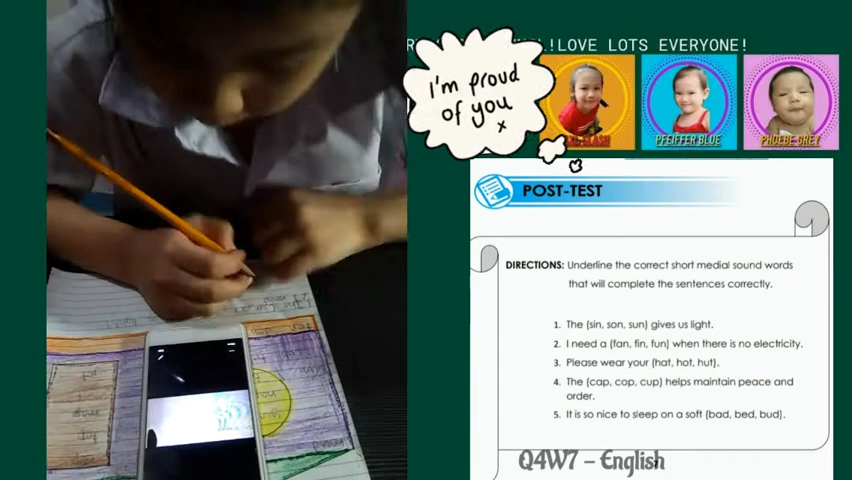 !LOVE LOTS EVERYONE!
I'm proud
of you
x
PFEIFFER BLUE
PHOEBE GREY
POST-TEST
DIRECTIONS: Underline the correct short medial sound words
that will complete the sentences correctly.
1. The (sin, son, sun) gives us light.
2. I need a (fan, fin, fun) when there is no electricity.
3. Please wear your (hat, hot, hut).
4. The (cap, cop, cup) helps maintain peace and
order.
5. It is so nice to sleep on a soft (bad, bed, bud).
Q4W7 – English